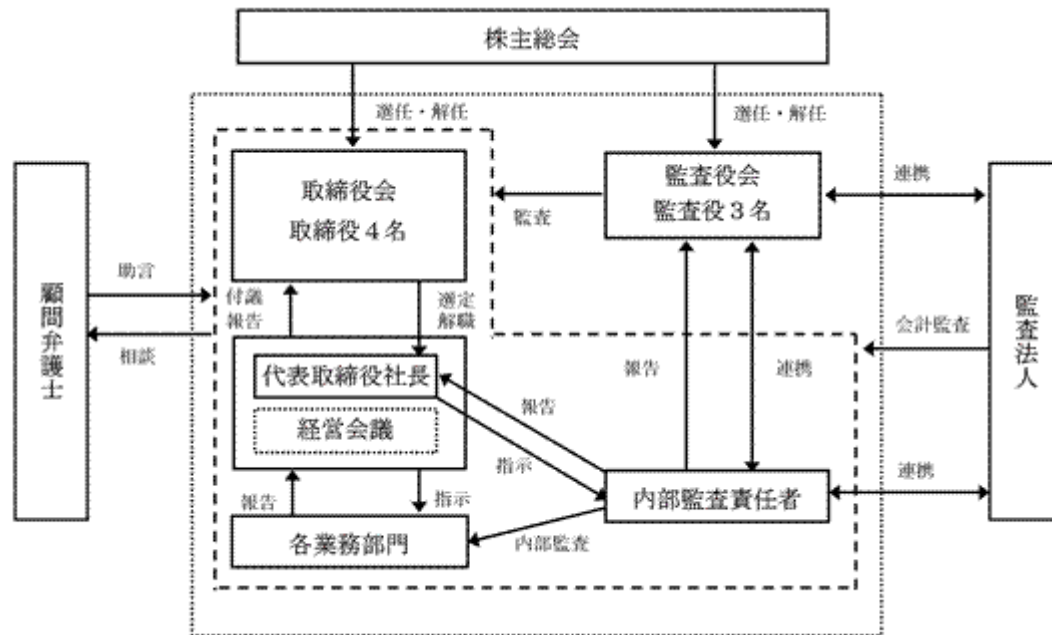 株主総会
選任・解任
選任・解任
取締役会
取締役4名
監査役会
監査役3名
連携
監査
顧問弁護士
助言
相談
付議
報告
選定
解職
監査法人
会計監査
代表取締役社長
経営会議
報告
連携
報告
指示
連携
報告
指示
内部監査責任者
各業務部門
内部監査